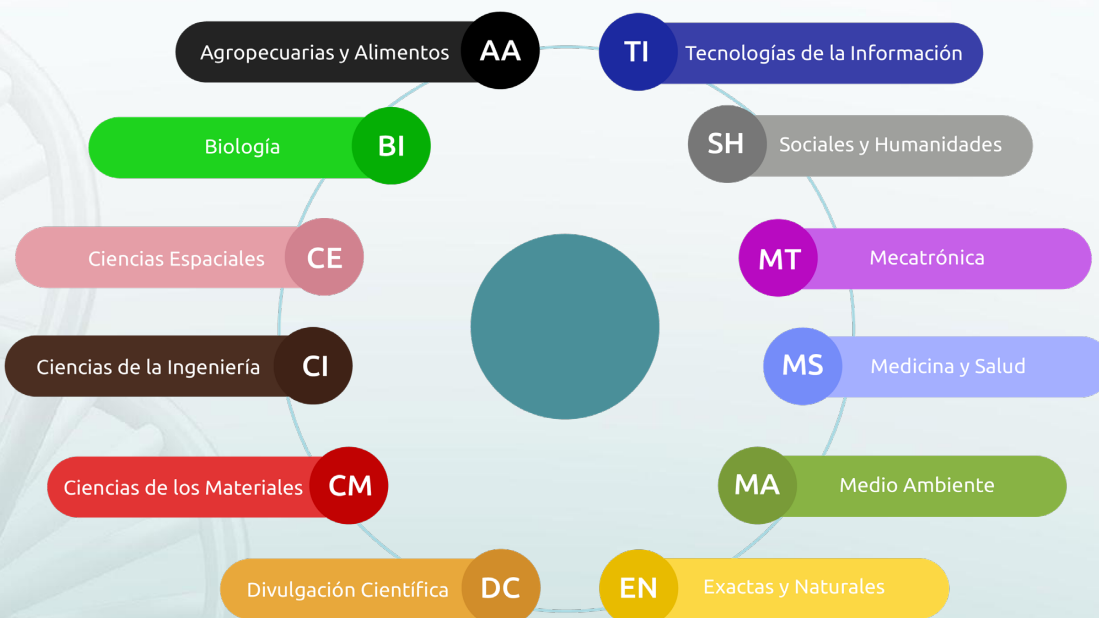 Agropecuarias y Alimentos AA
TI Tecnologías de la Información
Biología BI
SH Sociales y Humanidades
Ciencias Espaciales CE
MT Mecatrónica
Ciencias de la Ingeniería CI
MS Medicina y Salud
Ciencias de los Materiales CM
MA Medio Ambiente
Divulgación Científica DC
EN Exactas y Naturales